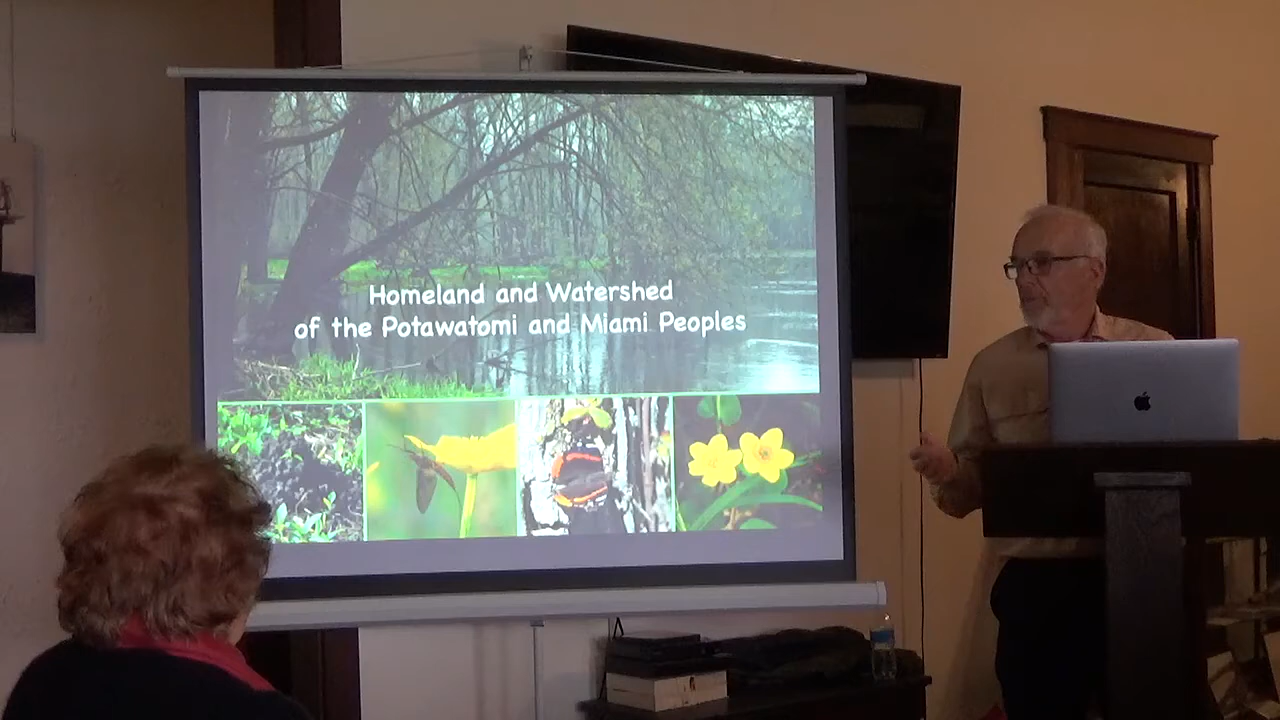 Homeland and Watershed
of the Potawatomi and Miami Peoples